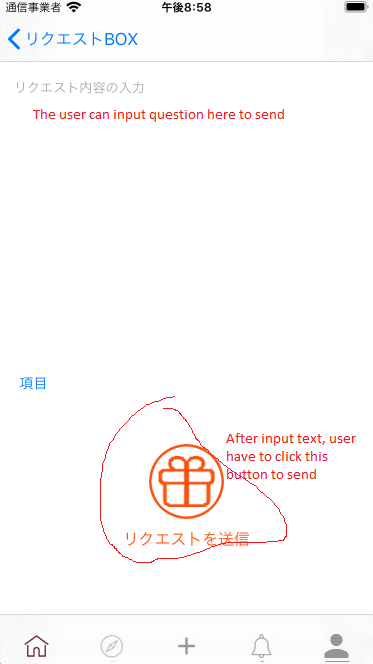 通信事業者 午後8:58
リクエストBOX
リクエスト内容の入力
The user can input question here to send
項目
After input text, user
have to click this
button to send
リクエストを送信